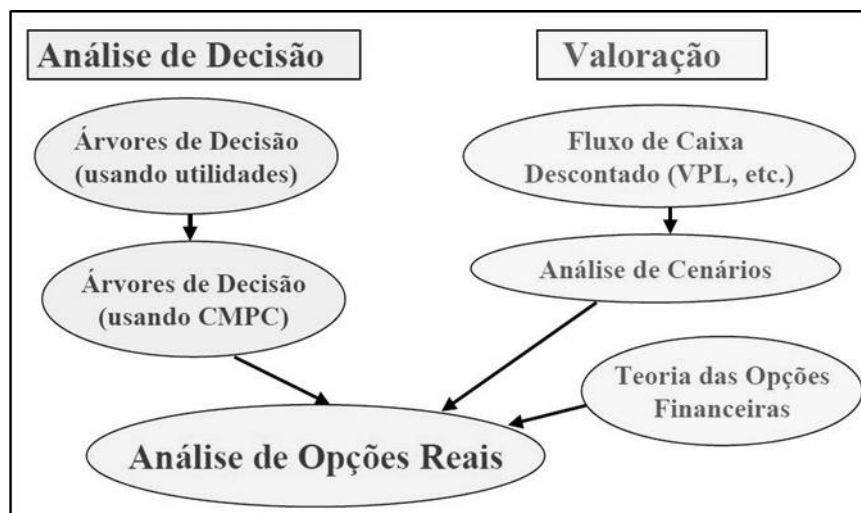 Análise de Decisão
Valoração
Árvores de Decisão
(usando utilidades)
Fluxo de Caixa
Descontado (VPL, etc.)
Árvores de Decisão
(usando CMPC)
Análise de Cenários
Teoria das Opções
Financeiras
Análise de Opções Reais